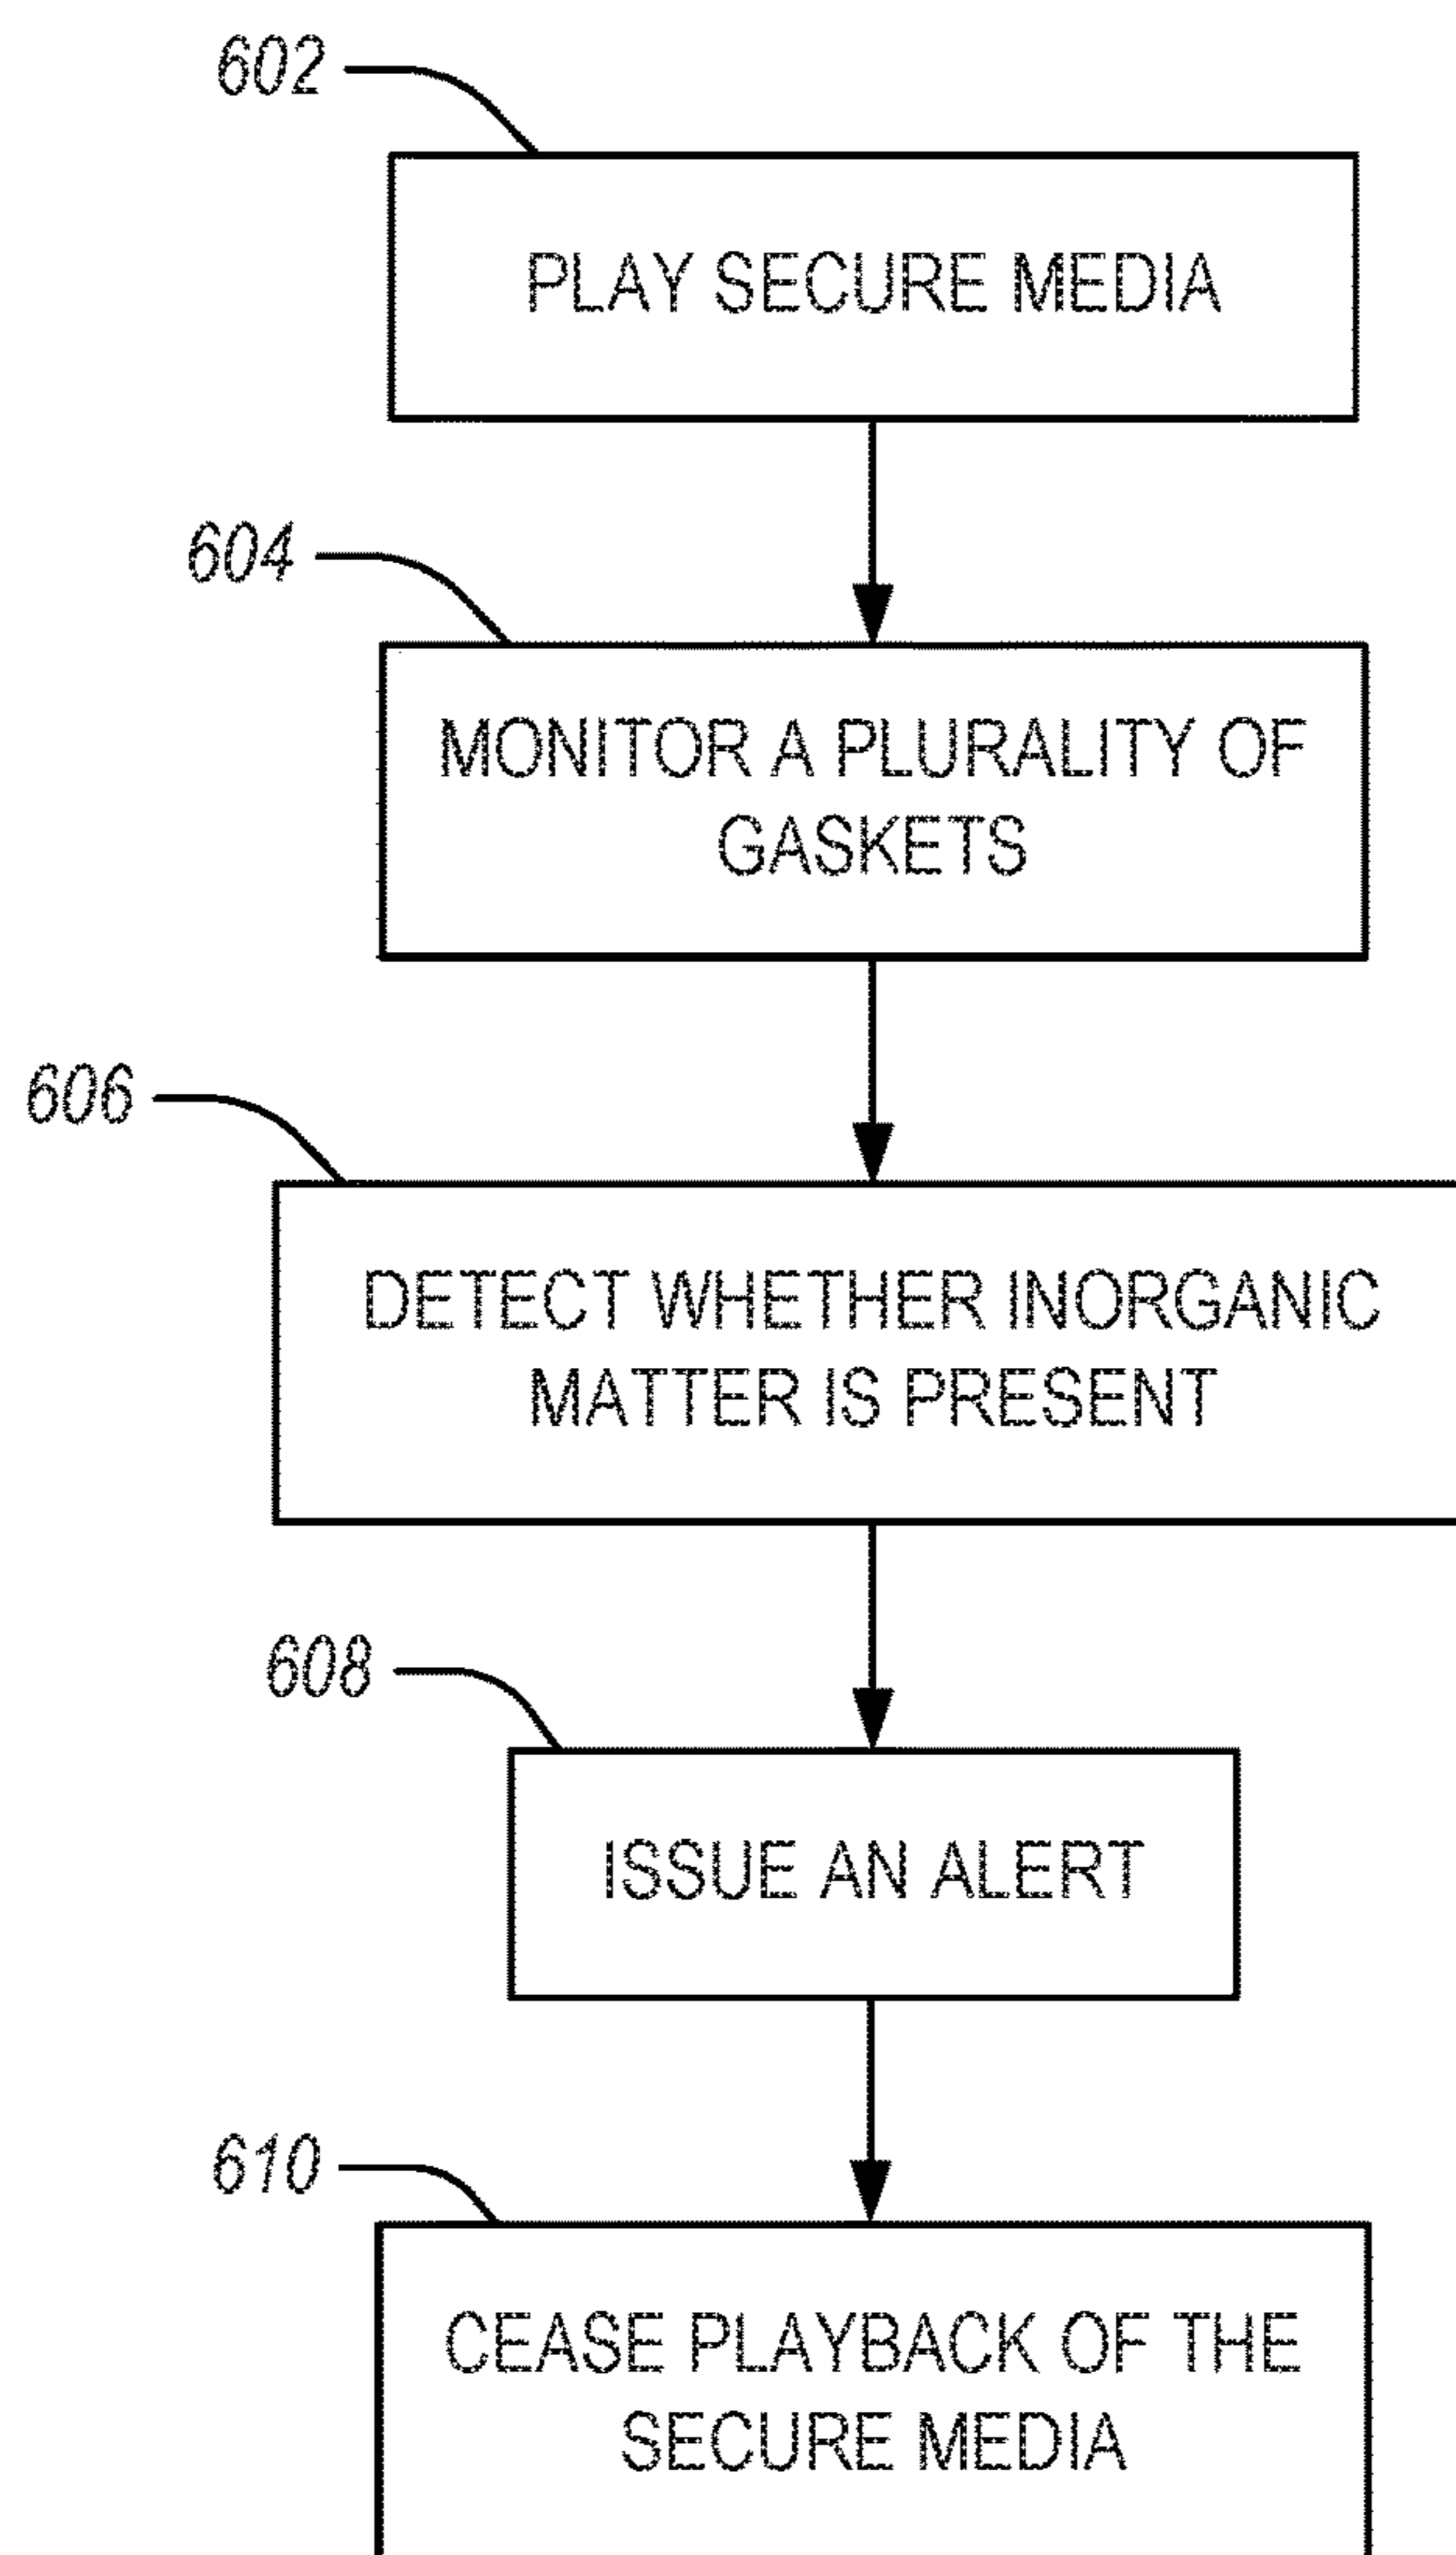 602
PLAY SECURE MEDIA
604
MONITOR A PLURALITY OF
GASKETS
606
DETECT WHETHER INORGANIC
MATTER IS PRESENT
608
ISSUE AN ALERT
610
CEASE PLAYBACK OF THE
SECURE MEDIA